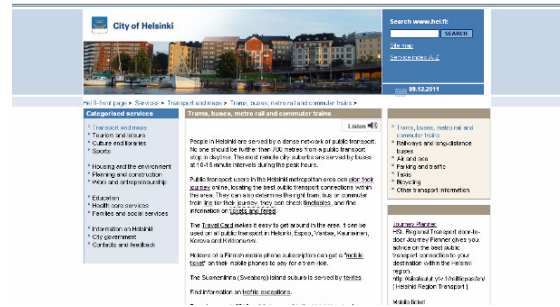 City of Helsinki
Search www.hel.fi:
SEARCH
Site map
Service index A-Z
09.12.2011
Hel.fi-front page > Services > Transport and maps > Trams, buses, metro rail and commuter trains >
Categorised services
Transport and maps
Tourism and leisure
Culture and libraries
Sports
Housing and the environment
Planning and construction
Work and entrepreneurship
Education
Health care services
Families and social services
Information on Helsinki
City government
Contacts and feedback
Trams, buses, metro rail and commuter trains
Listen
People in Helsinki are served by a dense network of public transport.
No one should be further than 700 metres from a public transport
stop in daytime. The most remote city suburbs are served by buses
at 10-15 minute intervals during the peak hours.
Public transport users in the Helsinki metropolitan area can plan their
journey online, locating the best public transport connections within
the area. They can also determine the right tram, bus or commuter
train line for their journey, and they can check timetables, and find
information on tickets and fares.
The Travel Card makes it easy to get around in the area. It can be
used on all public transport in Helsinki, Espoo, Vantaa, Kauniainen,
Kerava and Kirkkonummi.
Holders of a Finnish mobile phone subscription can get a "mobile
ticket" on their mobile phones to pay for a tram ride.
The Suomenlinna (Sveaborg) island suburb is served by ferries.
Find information on traffic exceptions.
Trams, buses, metro rail and
commuter trains
Railways and long-distance
buses
Air and sea
Parking and traffic
Taxis
Bicycling
Other transport information
Journey Planner
HSL Regional Transport door-to-
door Journey Planner gives you
advice on the best public
transport connection to your
destination within the Helsinki
region.
| Helsinki Region Transport |
Mobile ticket